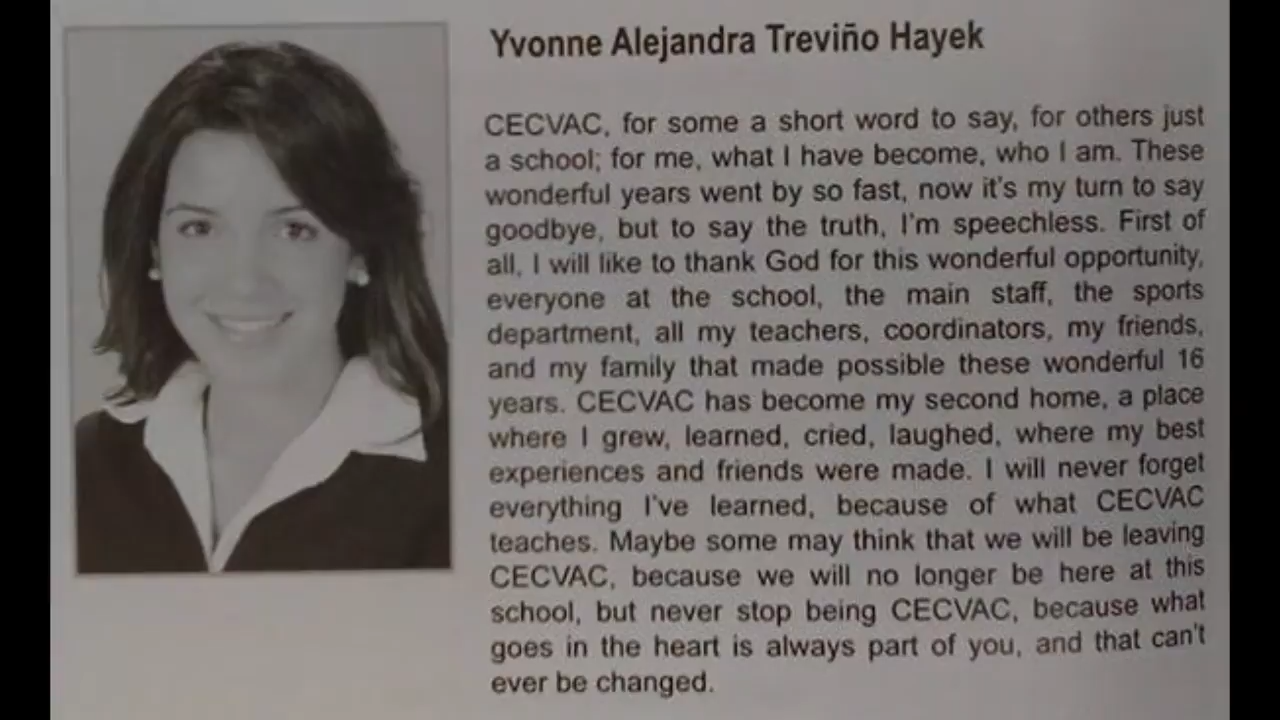 Yvonne Alejandra Treviño Hayek
CECVAC, for some a short word to say, for others just
a school; for me, what I have become, who I am. These
wonderful years went by so fast, now it's my turn to say
goodbye, but to say the truth, I'm speechless. First of
all, I will like to thank God for this wonderful opportunity,
everyone at the school, the main staff, the sports
department, all my teachers, coordinators, my friends,
and my family that made possible these wonderful 16
years. CECVAC has become my second home, a place
where I grew, learned, cried, laughed, where my best
experiences and friends were made. I will never forget
everything I've learned, because of what CECVAC
teaches. Maybe some may think that we will be leaving
CECVAC, because we will no longer be here at this
school, but never stop being CECVAC, because what
goes in the heart is always part of you, and that can't
ever be changed.